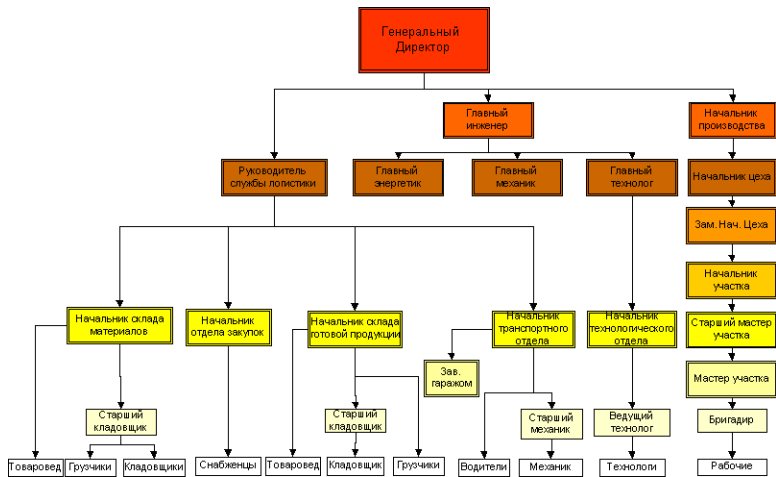 Генеральный
Директор
Главный
инженер
Начальник
производства
Руководитель
службы логистики
Главный
энергетик
Главный
механик
Главный
технолог
Начальник цеха
Зам. Нач. Цеха
Начальник
участка
Начальник склада
материалов
Начальник
отдела закупок
Начальник склада
готовой продукции
Начальник
транспортного
отдела
Начальник
технологического
отдела
Старший мастер
участка
Зав.
гаражом
Мастер участка
Старший
кладовщик
Старший
кладовщик
Старший
механик
Ведущий
технолог
Бригадир
Товаровед
Грузчики
Кладовщики
Снабженцы
Товаровед
Кладовщик
Грузчики
Водители
Механик
Технологи
Рабочие